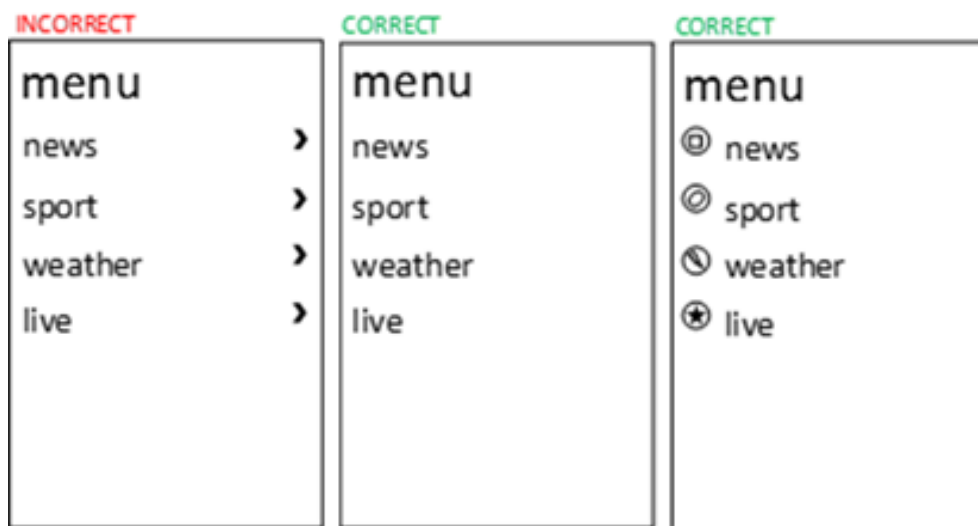 INCORRECT
menu
news
sport
weather
live
CORRECT
menu
news
sport
weather
live
CORRECT
menu
news
sport
weather
live